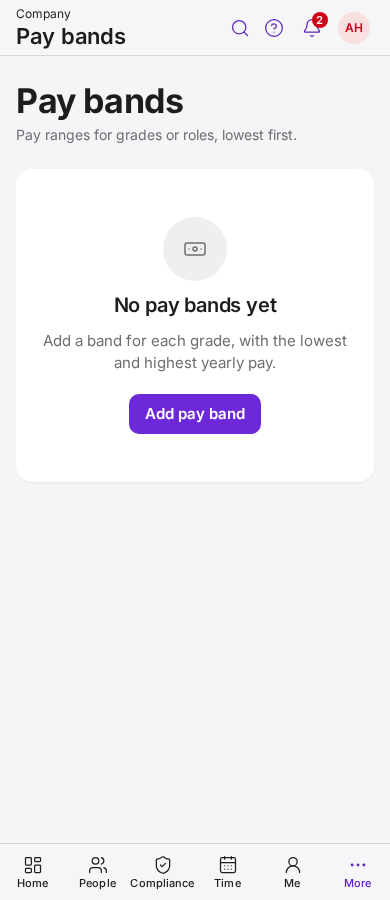 Company
Pay bands
2
AH
Pay bands
Pay ranges for grades or roles, lowest first.
No pay bands yet
Add a band for each grade, with the lowest
and highest yearly pay.
Add pay band
Home
People
Compliance
Time
Me
More